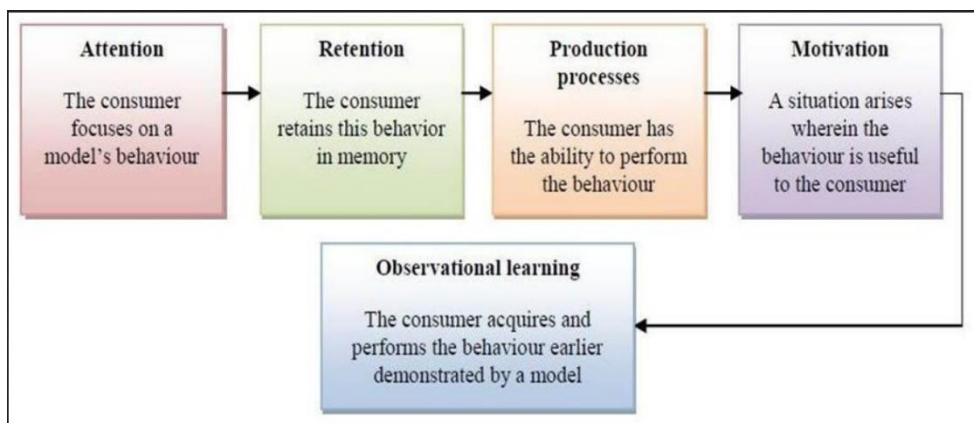 Attention
The consumer
focuses on a
model's behaviour
Retention
The consumer
retains this behavior
in memory
Production
processes
The consumer has
the ability to perform
the behaviour
Motivation
A situation arises
wherein the
behaviour is useful
to the consumer
Observational learning
The consumer acquires and
performs the behaviour earlier
demonstrated by a model